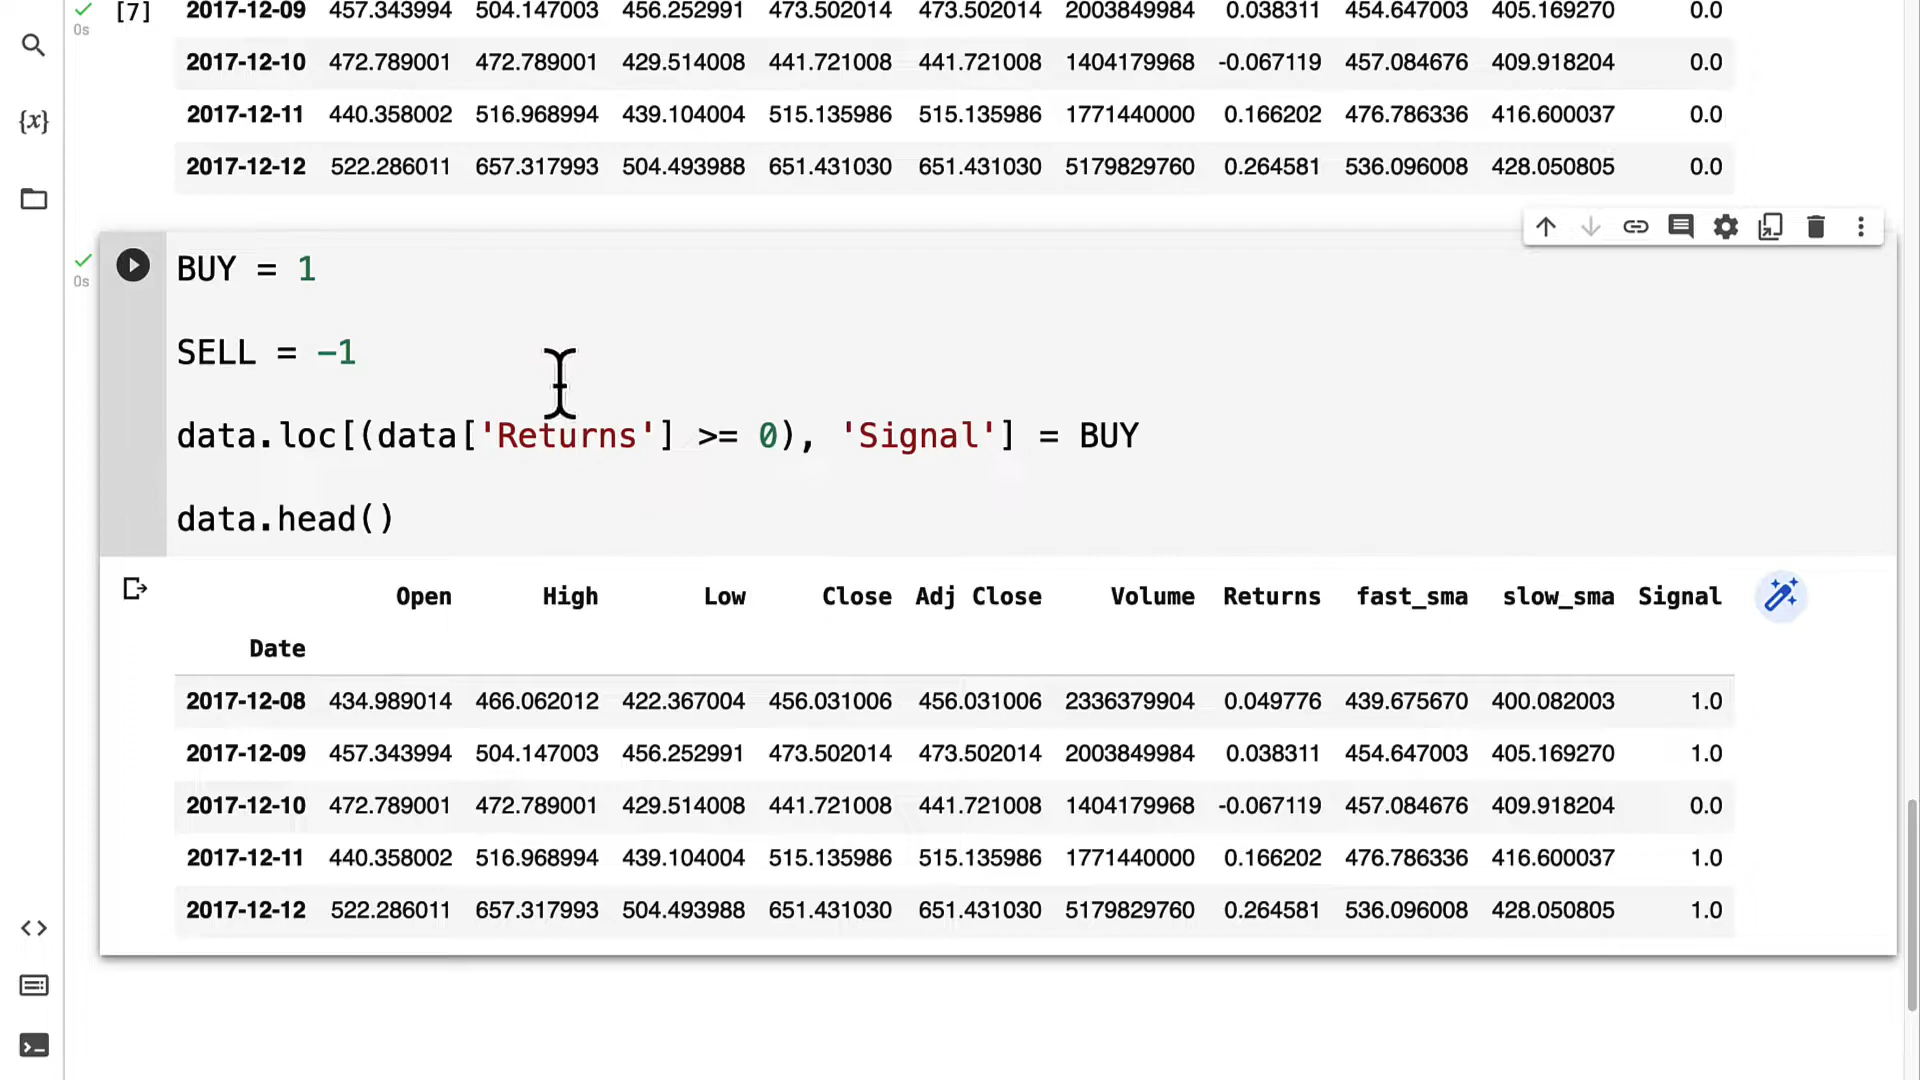 [7] 2017-12-09 457.343994 504.147003 456.252991 473.502014 473.502014 2003849984 0.038311 454.647003 405.169270 0.0
0s
{x} 2017-12-10 472.789001 472.789001 429.514008 441.721008 441.721008 1404179968 -0.067119 457.084676 409.918204 0.0
2017-12-11 440.358002 516.968994 439.104004 515.135986 515.135986 1771440000 0.166202 476.786336 416.600037 0.0
2017-12-12 522.286011 657.317993 504.493988 651.431030 651.431030 5179829760 0.264581 536.096008 428.050805 0.0
BUY = 1
0s
SELL = -1
data.loc[(data['Returns'] >= 0), 'Signal'] = BUY
data.head()
Open High Low Close Adj Close Volume Returns fast_sma slow_sma Signal
Date
2017-12-08 434.989014 466.062012 422.367004 456.031006 456.031006 2336379904 0.049776 439.675670 400.082003 1.0
2017-12-09 457.343994 504.147003 456.252991 473.502014 473.502014 2003849984 0.038311 454.647003 405.169270 1.0
2017-12-10 472.789001 472.789001 429.514008 441.721008 441.721008 1404179968 -0.067119 457.084676 409.918204 0.0
2017-12-11 440.358002 516.968994 439.104004 515.135986 515.135986 1771440000 0.166202 476.786336 416.600037 1.0
2017-12-12 522.286011 657.317993 504.493988 651.431030 651.431030 5179829760 0.264581 536.096008 428.050805 1.0